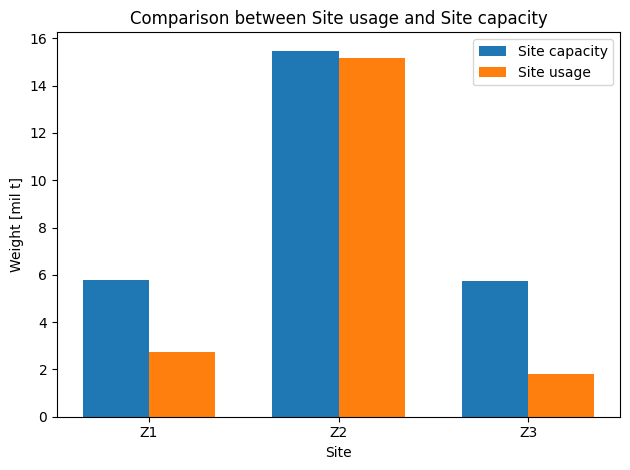 Comparison between Site usage and Site capacity
Site capacity
Site usage
Weight [mil t]
16
14
12
10
8
6
4
2
0
Z1 Z2 Z3
Site